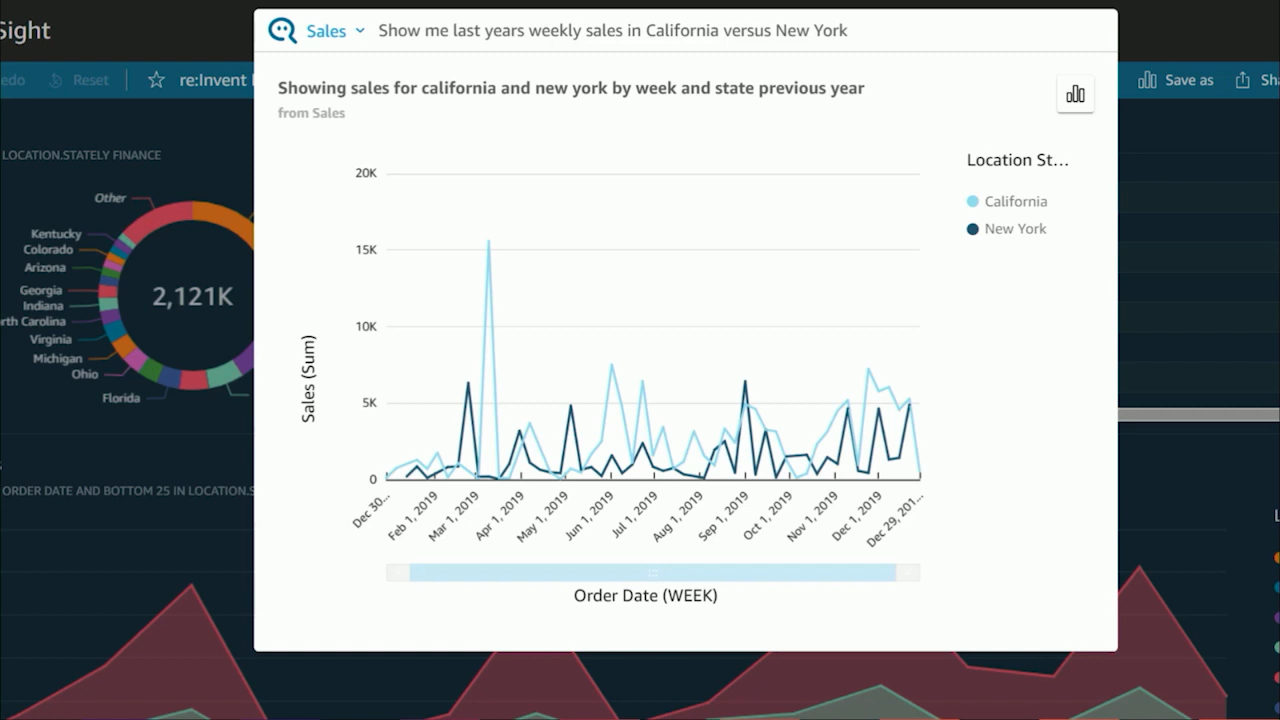 Sight
Sales
Show me last years weekly sales in California versus New York
edo
Reset
re:Invent
Save as
Sha
Showing sales for california and new york by week and state previous year
from Sales
LOCATION.STATELY FINANCE
Other
Kentucky
Colorado
Arizona
Georgia
Indiana
rth Carolina
Virginia
Michigan
Ohio
Florida
2,121K
20K
15K
10K
5K
0
Sales (Sum)
Location St...
California
New York
Dec 30...
Feb 1, 2019
Mar 1, 2019
Apr 1, 2019
May 1, 2019
Jun 1, 2019
Jul 1, 2019
Aug 1, 2019
Sep 1, 2019
Oct 1, 2019
Nov 1, 2019
Dec 1, 2019
Dec 29, 201...
Order Date (WEEK)
ORDER DATE AND BOTTOM 25 IN LOCATION.S